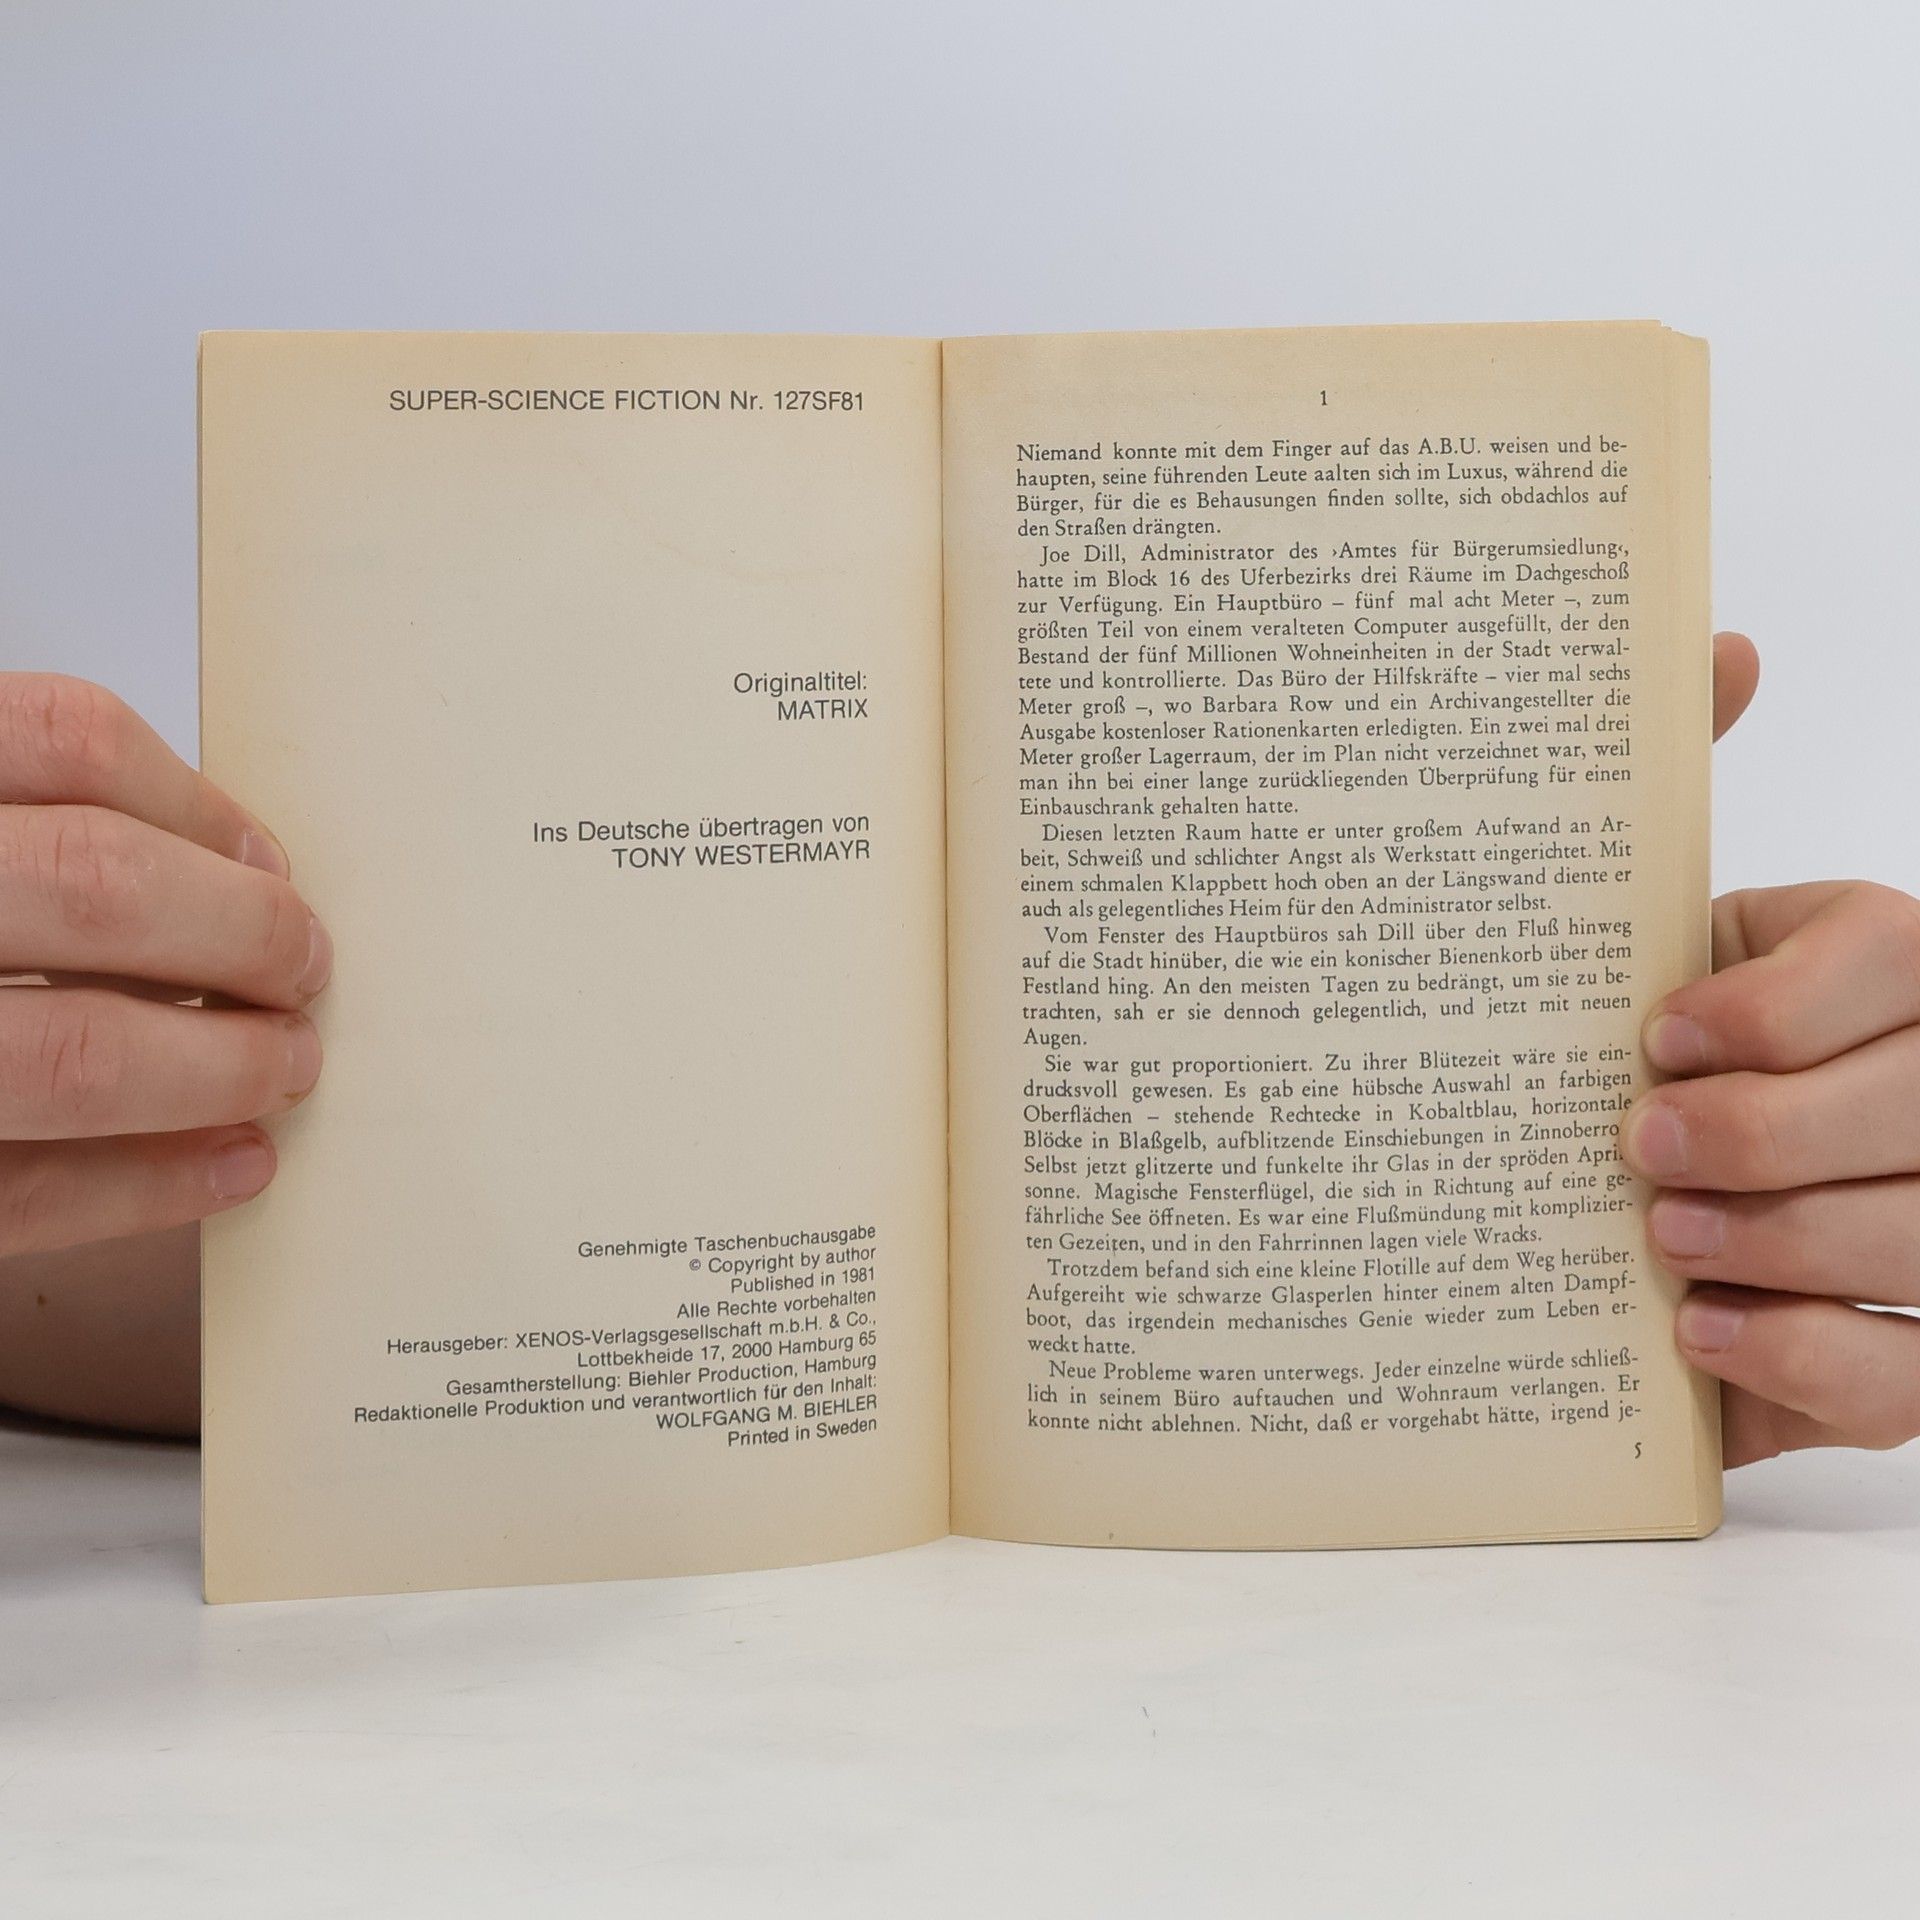 SUPER-SCIENCE FICTION Nr. 127SF81
Originaltitel:
MATRIX
Ins Deutsche übertragen von
TONY WESTERMAYR
Genehmigte Taschenbuchausgabe
© Copyright by author
Published in 1981
Alle Rechte vorbehalten
Herausgeber: XENOS-Verlagsgesellschaft m.b.H. & Co.,
Lottbekheide 17, 2000 Hamburg 65
Gesamtherstellung: Biehler Production, Hamburg
Redaktionelle Produktion und verantwortlich für den Inhalt:
WOLFGANG M. BIEHLER
Printed in Sweden
1
Niemand konnte mit dem Finger auf das A.B.U. weisen und be-
haupten, seine führenden Leute aalten sich im Luxus, während die
Bürger, für die es Behausungen finden sollte, sich obdachlos auf
den Straßen drängten.
Joe Dill, Administrator des ›Amtes für Bürgerumsiedlung‹,
hatte im Block 16 des Uferbezirks drei Räume im Dachgeschoß
zur Verfügung. Ein Hauptbüro – fünf mal acht Meter –, zum
größten Teil von einem veralteten Computer ausgefüllt, der den
Bestand der fünf Millionen Wohneinheiten in der Stadt verwal-
tete und kontrollierte. Das Büro der Hilfskräfte – vier mal sechs
Meter groß –, wo Barbara Row und ein Archivangestellter die
Ausgabe kostenloser Rationenkarten erledigten. Ein zwei mal drei
Meter großer Lagerraum, der im Plan nicht verzeichnet war, weil
man ihn bei einer lange zurückliegenden Überprüfung für einen
Einbauschrank gehalten hatte.
Diesen letzten Raum hatte er unter großem Aufwand an Ar-
beit, Schweiß und schlichter Angst als Werkstatt eingerichtet. Mit
einem schmalen Klappbett hoch oben an der Längswand diente er
auch als gelegentliches Heim für den Administrator selbst.
Vom Fenster des Hauptbüros sah Dill über den Fluß hinweg
auf die Stadt hinüber, die wie ein konischer Bienenkorb über dem
Festland hing. An den meisten Tagen zu bedrängt, um sie zu be-
trachten, sah er sie dennoch gelegentlich, und jetzt mit neuen
Augen.
Sie war gut proportioniert. Zu ihrer Blütezeit wäre sie ein-
drucksvoll gewesen. Es gab eine hübsche Auswahl an farbigen
Oberflächen – stehende Rechtecke in Kobaltblau, horizontale
Blöcke in Blaßgelb, aufblitzende Einschiebungen in Zinnoberro
Selbst jetzt glitzerte und funkelte ihr Glas in der spröden Apri
sonne. Magische Fensterflügel, die sich in Richtung auf eine ge-
fährliche See öffneten. Es war eine Flußmündung mit komplizier-
ten Gezeiten, und in den Fahrrinnen lagen viele Wracks.
Trotzdem befand sich eine kleine Flotille auf dem Weg herüber.
Aufgereiht wie schwarze Glasperlen hinter einem alten Dampf-
boot, das irgendein mechanisches Genie wieder zum Leben er-
weckt hatte.
Neue Probleme waren unterwegs. Jeder einzelne würde schließ-
lich in seinem Büro auftauchen und Wohnraum verlangen. Er
konnte nicht ablehnen. Nicht, daß er vorgehabt hätte, irgend je-
5